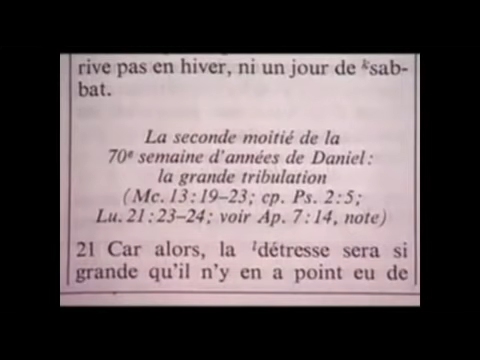 rive pas en hiver, ni un jour de ᵏsab-
bat.
La seconde moitié de la
70ᵉ semaine d'années de Daniel:
la grande tribulation
(Mc. 13:19–23; cp. Ps. 2:5;
Lu. 21:23–24; voir Ap. 7:14, note)
21 Car alors, la ˡdétresse sera si
grande qu'il n'y en a point eu de